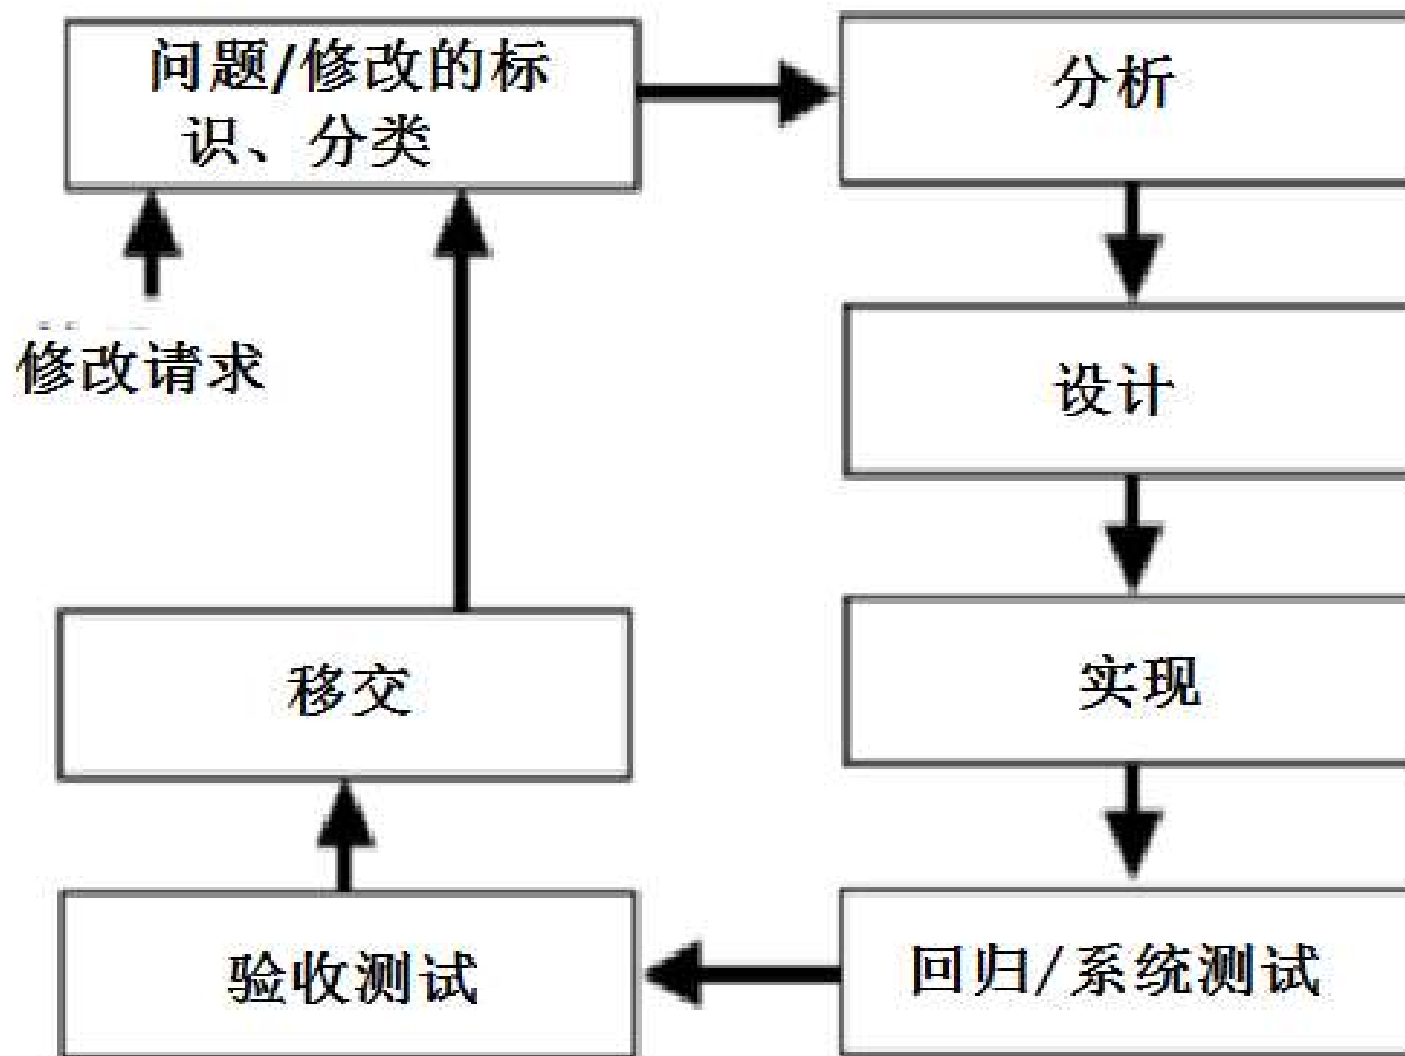 问题/修改的标
识、分类
分析
修改请求
设计
移交
实现
验收测试
回归/系统测试